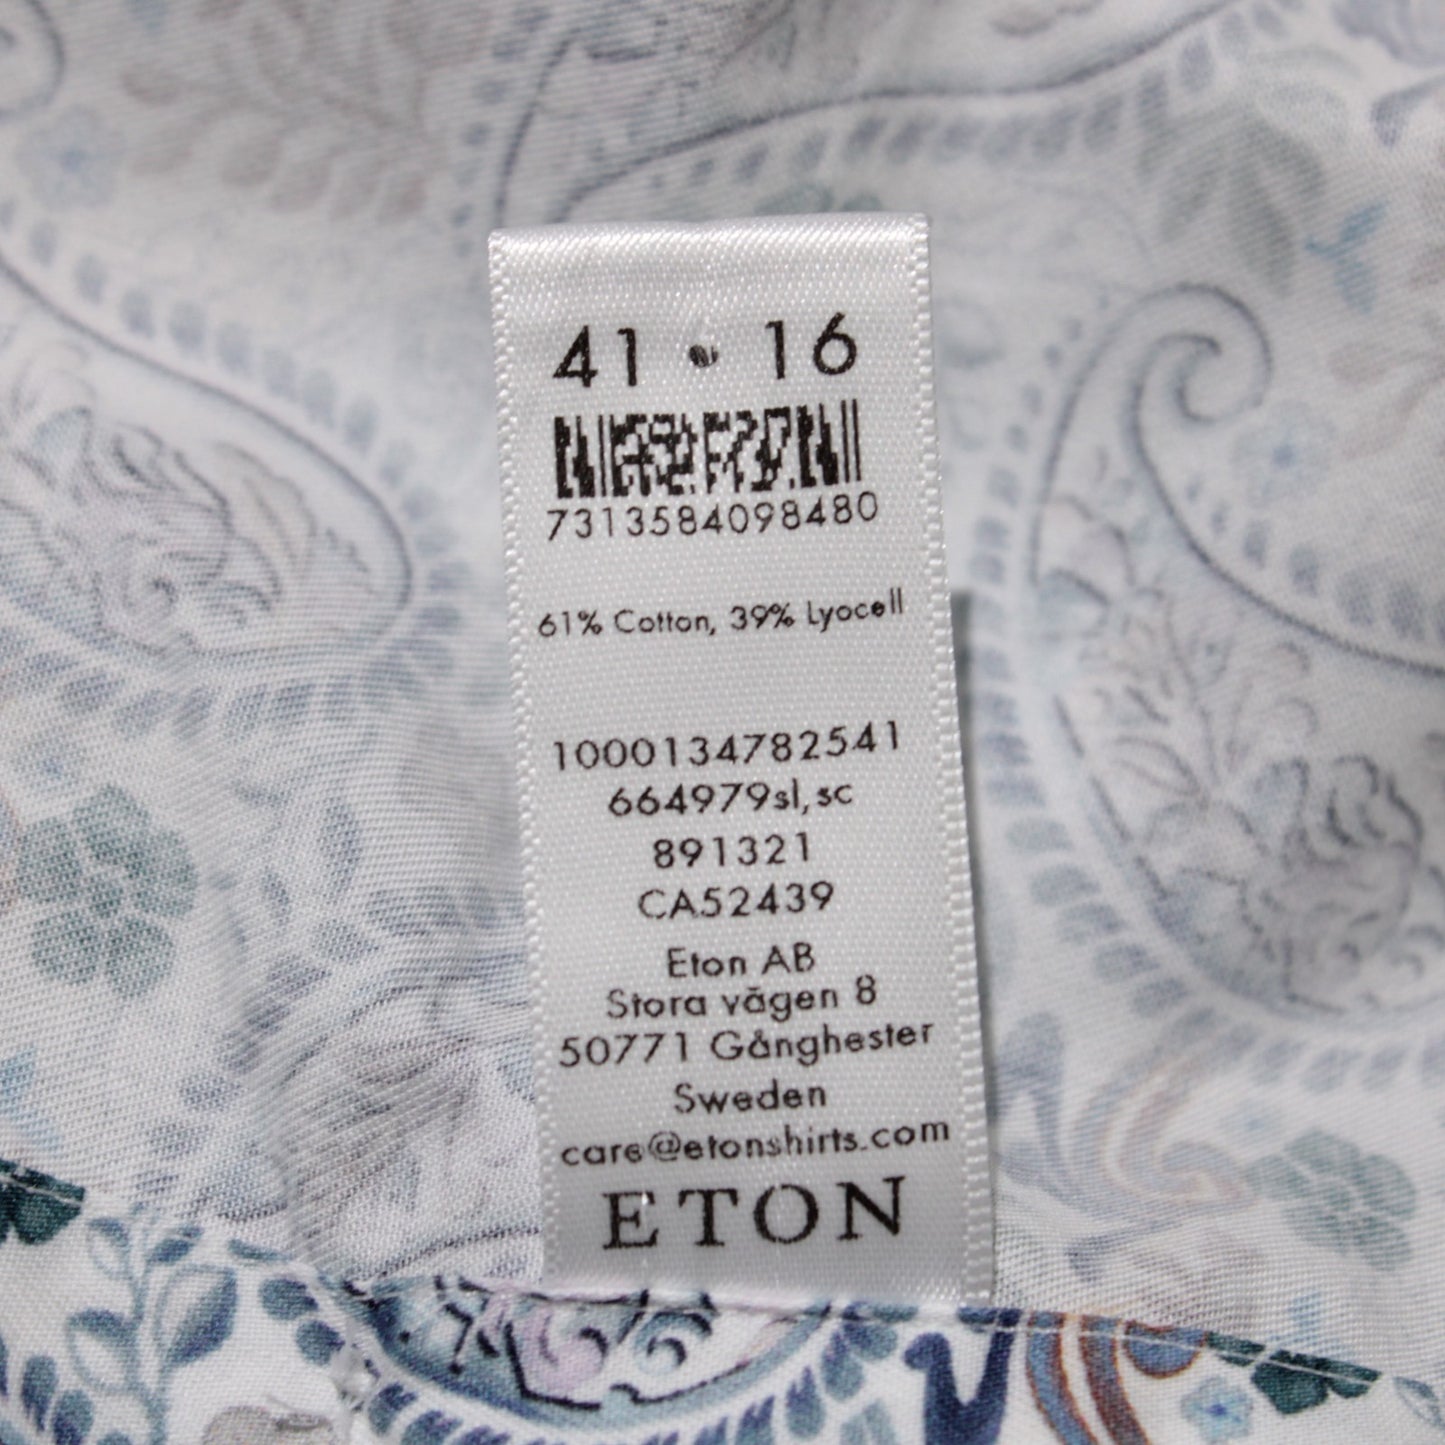 41 • 16
7313584098480
61% Cotton, 39% Lyocell
1000134782541
664979sl,sc
891321
CA52439
Eton AB
Stora vägen 8
50771 Gånghester
Sweden
care@etonshirts.com
ETON